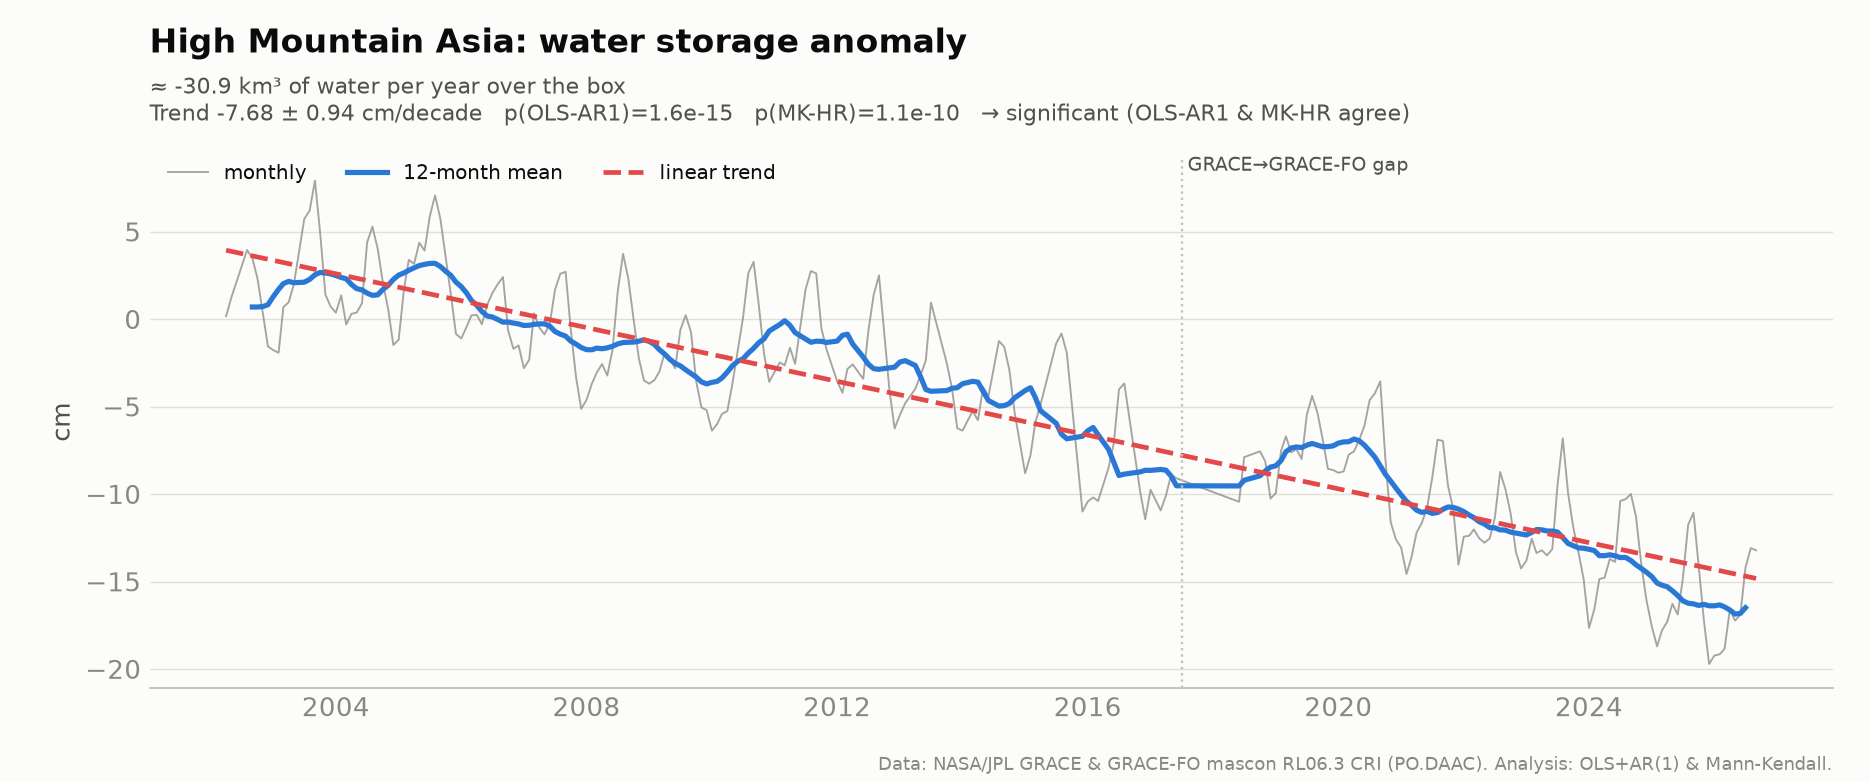 High Mountain Asia: water storage anomaly
≈ -30.9 km³ of water per year over the box
Trend -7.68 ± 0.94 cm/decade   p(OLS-AR1)=1.6e-15   p(MK-HR)=1.1e-10   → significant (OLS-AR1 & MK-HR agree)
monthly   12-month mean   linear trend
GRACE→GRACE-FO gap
5
0
−5
−10
−15
−20
cm
2004   2008   2012   2016   2020   2024
Data: NASA/JPL GRACE & GRACE-FO mascon RL06.3 CRI (PO.DAAC). Analysis: OLS+AR(1) & Mann-Kendall.